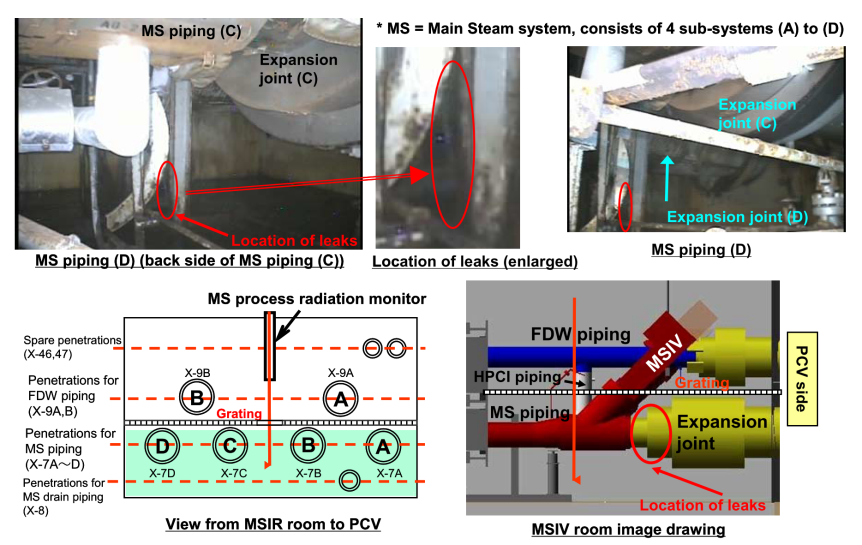 * MS = Main Steam system, consists of 4 sub-systems (A) to (D)
MS piping (C)
Expansion
joint (C)
Location of leaks
MS piping (D) (back side of MS piping (C))
Location of leaks (enlarged)
Expansion
joint (C)
Expansion joint (D)
MS piping (D)
MS process radiation monitor
Spare penetrations
(X-46,47)
X-9B
X-9A
Penetrations for
FDW piping
(X-9A,B)
B
A
Grating
Penetrations for
MS piping
(X-7A～D)
D
C
B
A
X-7D
X-7C
X-7B
X-7A
Penetrations for
MS drain piping
(X-8)
View from MSIR room to PCV
FDW piping
MSIV
HPCI piping
Grating
MS piping
Expansion
joint
PCV side
Location of leaks
MSIV room image drawing